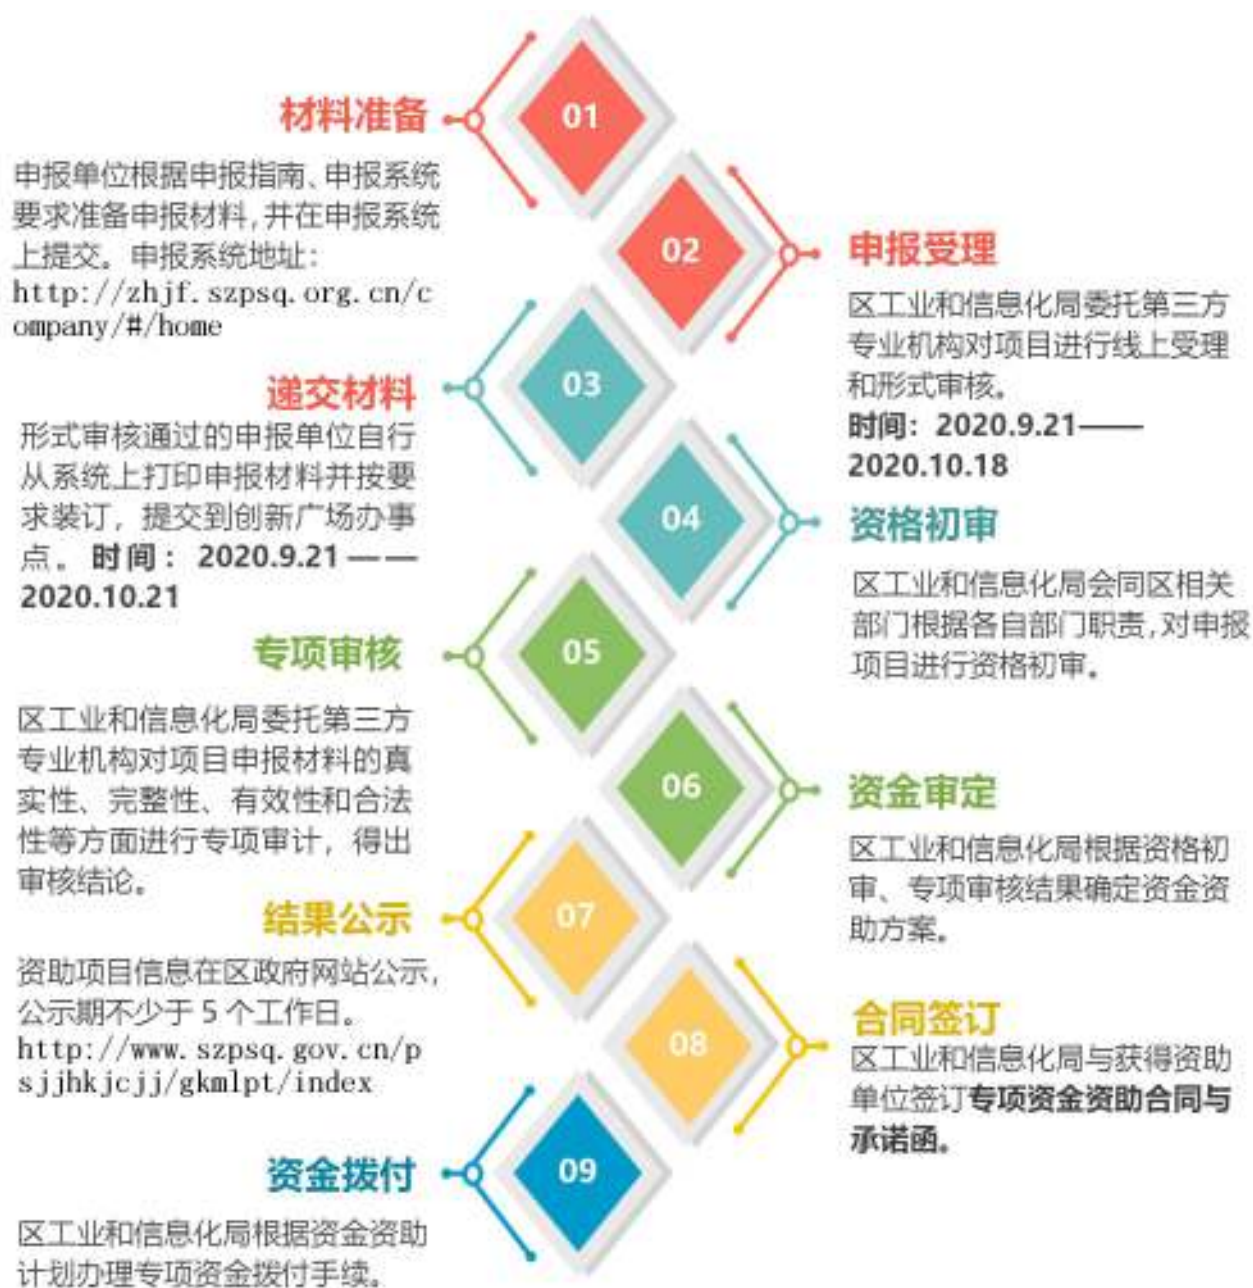 01
材料准备
申报单位根据申报指南、申报系统
要求准备申报材料,并在申报系统
上提交。申报系统地址:
http://zhjf.szpsq.org.cn/c
ompany/#/home
02
申报受理
区工业和信息化局委托第三方
专业机构对项目进行线上受理
和形式审核。
时间：2020.9.21——
2020.10.18
03
递交材料
形式审核通过的申报单位自行
从系统上打印申报材料并按要
求装订，提交到创新广场办事
点。时间：2020.9.21——
2020.10.21
04
资格初审
区工业和信息化局会同区相关
部门根据各自部门职责,对申报
项目进行资格初审。
05
专项审核
区工业和信息化局委托第三方
专业机构对项目申报材料的真
实性、完整性、有效性和合法
性等方面进行专项审计，得出
审核结论。
06
资金审定
区工业和信息化局根据资格初
审、专项审核结果确定资金资
助方案。
07
结果公示
资助项目信息在区政府网站公示,
公示期不少于 5 个工作日。
http://www.szpsq.gov.cn/p
sjjhkjcjj/gkmlpt/index
08
合同签订
区工业和信息化局与获得资助
单位签订专项资金资助合同与
承诺函。
09
资金拨付
区工业和信息化局根据资金资助
计划办理专项资金拨付手续。